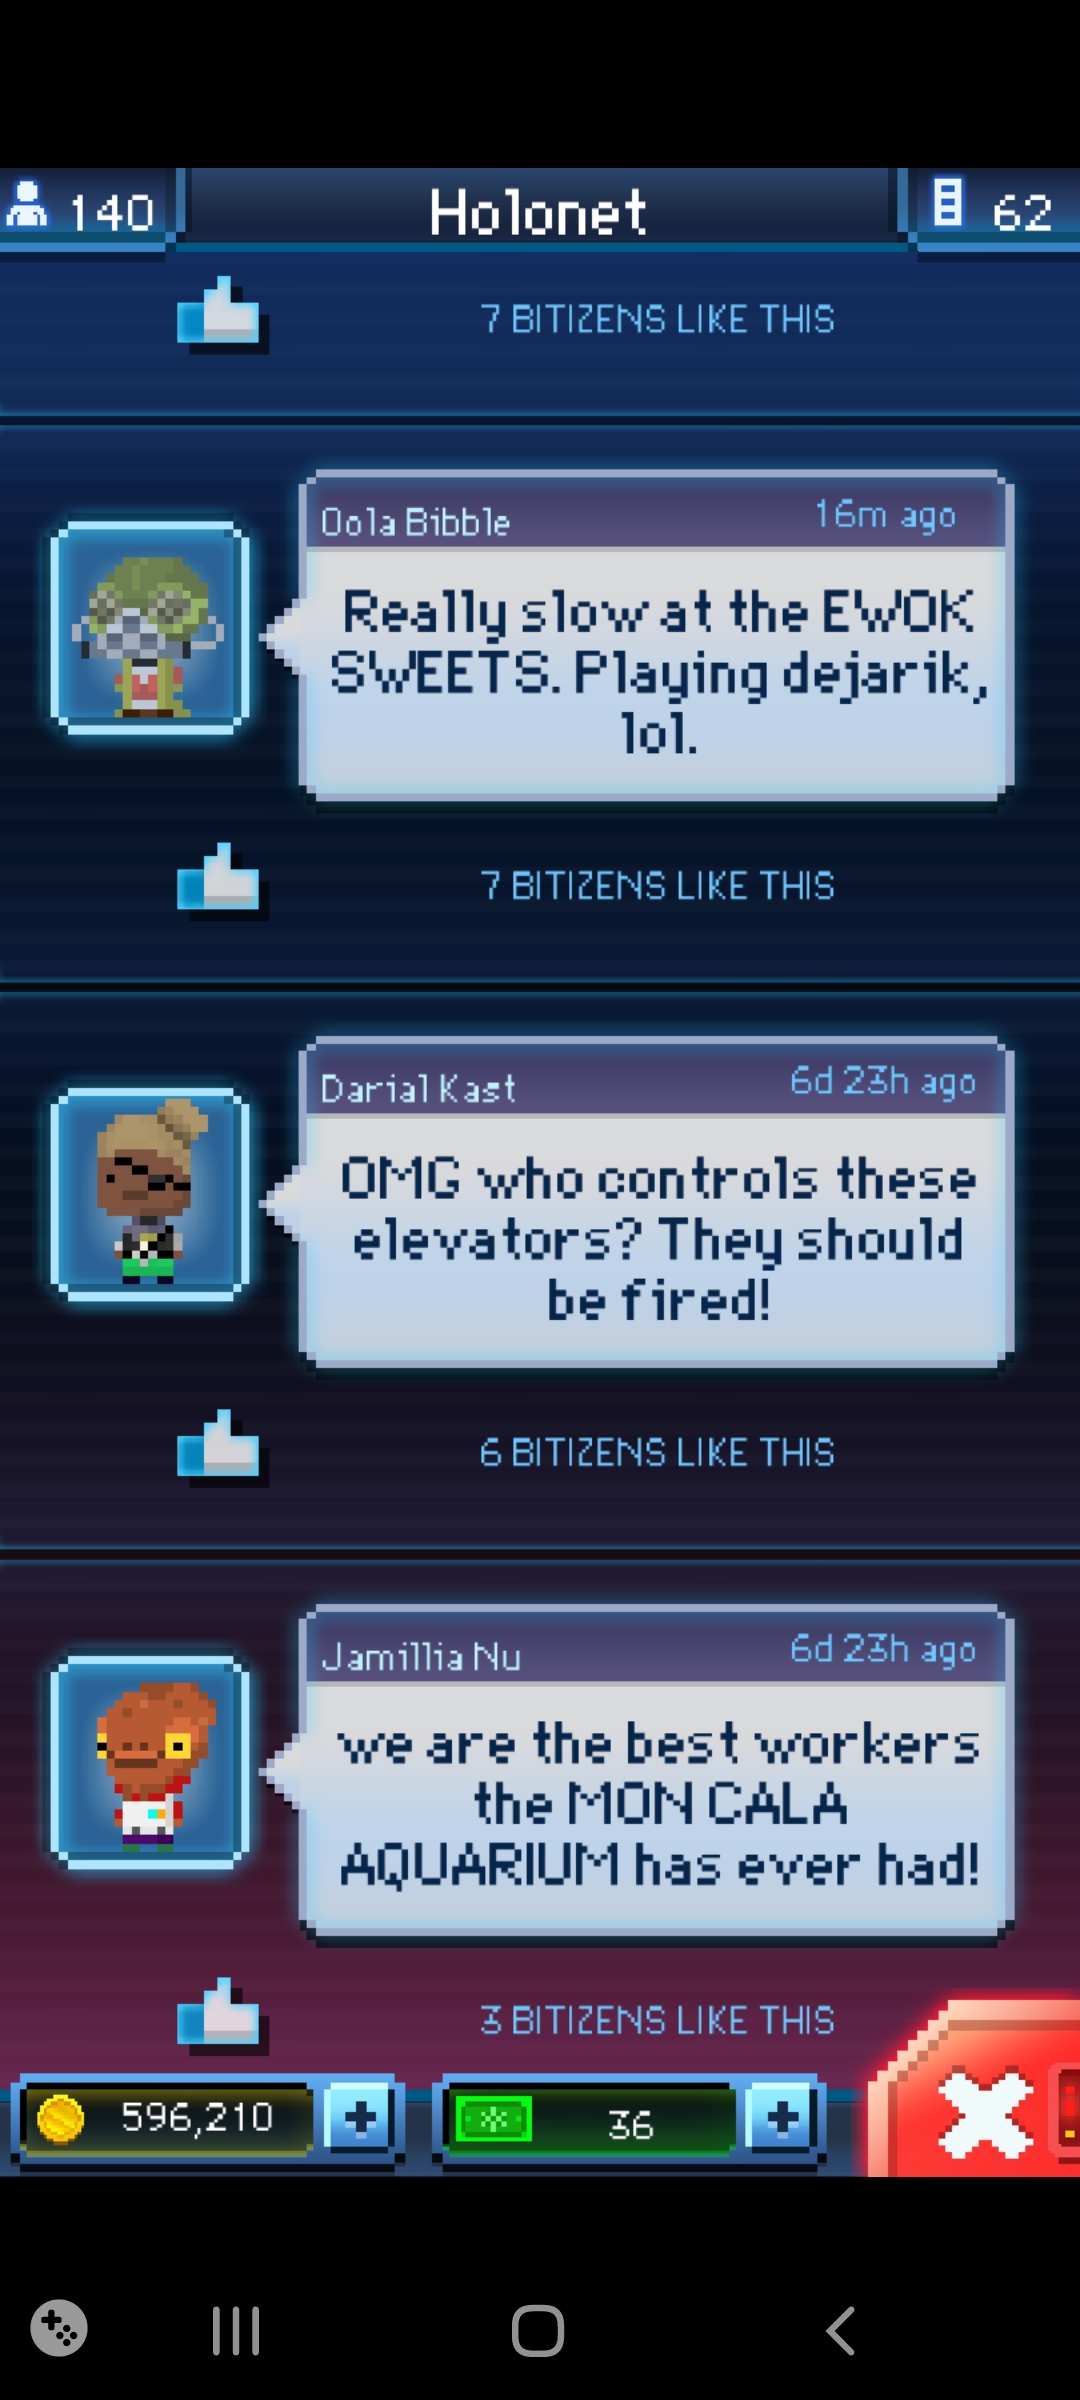 140 Holonet 62
7 BITIZENS LIKE THIS
Oola Bibble 16m ago
Really slow at the EWOK
SWEETS. Playing dejarik,
lol.
7 BITIZENS LIKE THIS
Darial Kast 6d 23h ago
OMG who controls these
elevators? They should
be fired!
6 BITIZENS LIKE THIS
Jamillia Nu 6d 23h ago
we are the best workers
the MON CALA
AQUARIUM has ever had!
3 BITIZENS LIKE THIS
596,210 + 36 +